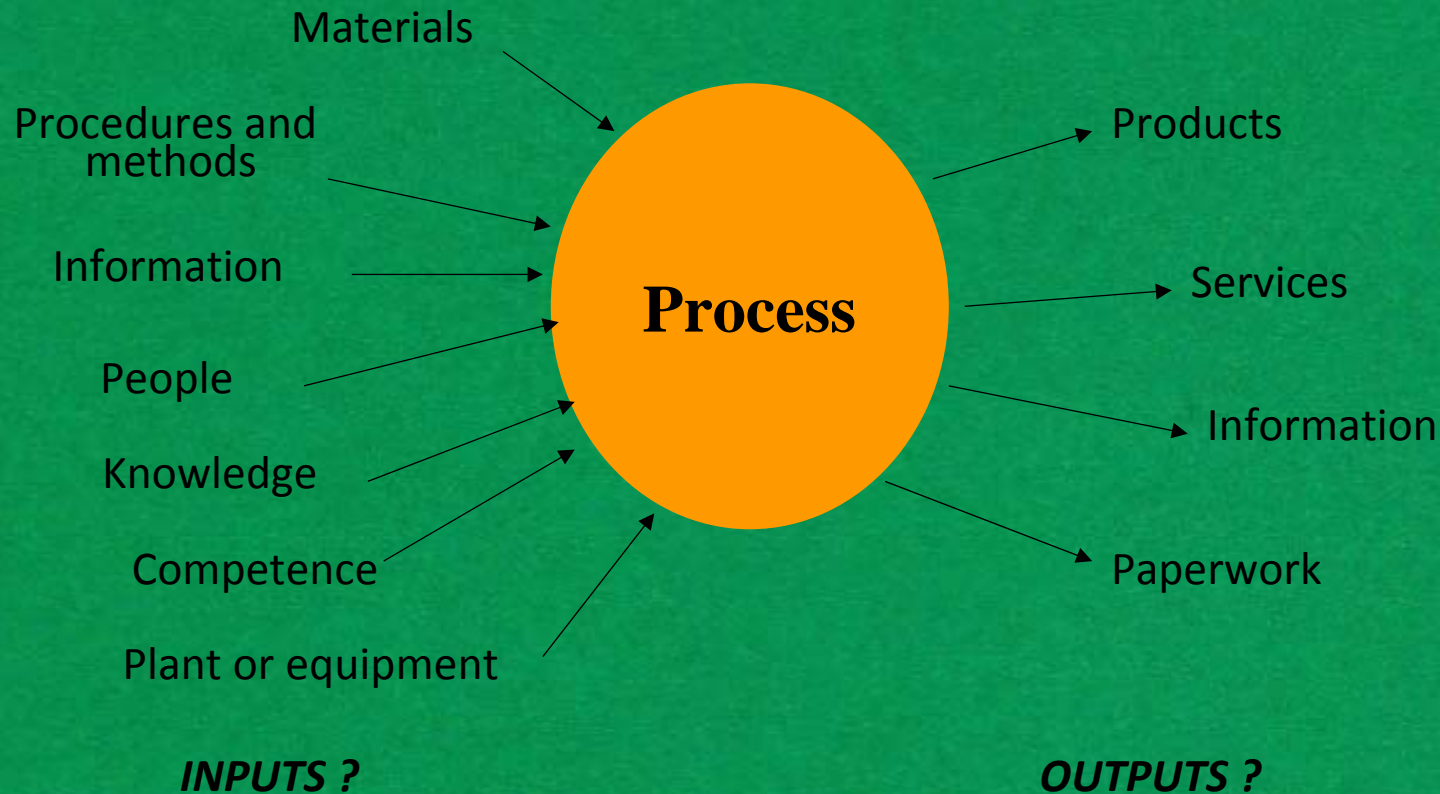 Materials
Procedures and
methods
Information
People
Knowledge
Competence
Plant or equipment
Process
Products
Services
Information
Paperwork
INPUTS ?
OUTPUTS ?